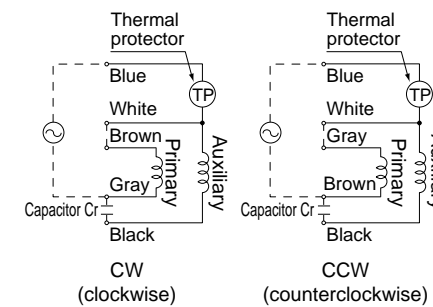 Thermal
protector
Blue
TP
White
Brown
Primary
Auxiliary
Gray
Capacitor Cr
Black
CW
(clockwise)
Thermal
protector
Blue
TP
White
Gray
Primary
Brown
Capacitor Cr
Black
CCW
(counterclockwise)